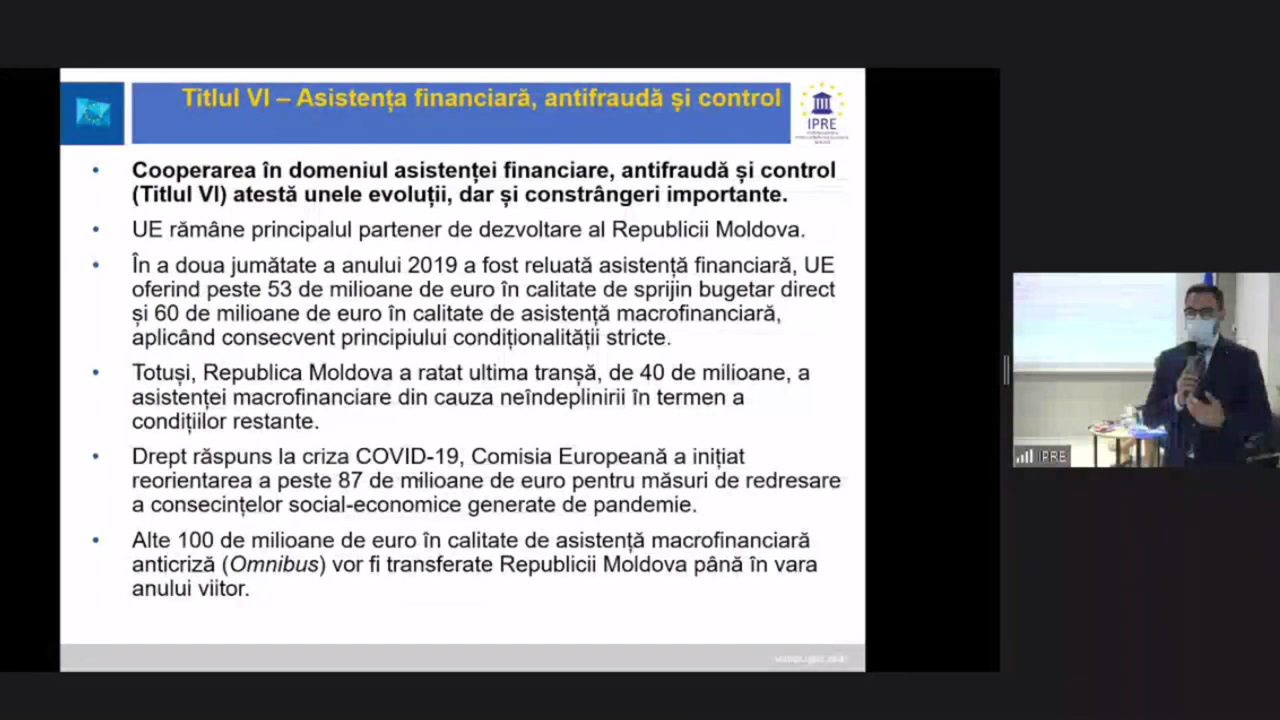 Titlul VI – Asistența financiară, antifraudă și control
IPRE
Cooperarea în domeniul asistenței financiare, antifraudă și control
(Titlul VI) atestă unele evoluții, dar și constrângeri importante.
UE rămâne principalul partener de dezvoltare al Republicii Moldova.
În a doua jumătate a anului 2019 a fost reluată asistență financiară, UE
oferind peste 53 de milioane de euro în calitate de sprijin bugetar direct
și 60 de milioane de euro în calitate de asistență macrofinanciară,
aplicând consecvent principiului condiționalității stricte.
Totuși, Republica Moldova a ratat ultima tranșă, de 40 de milioane, a
asistenței macrofinanciare din cauza neîndeplinirii în termen a
condițiilor restante.
Drept răspuns la criza COVID-19, Comisia Europeană a inițiat
reorientarea a peste 87 de milioane de euro pentru măsuri de redresare
a consecințelor social-economice generate de pandemie.
Alte 100 de milioane de euro în calitate de asistență macrofinanciară
anticriză (Omnibus) vor fi transferate Republicii Moldova până în vara
anului viitor.
IPRE